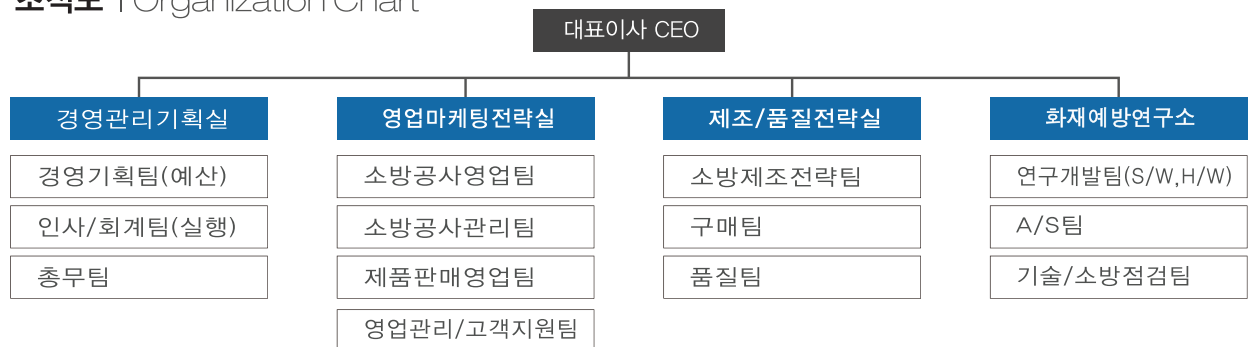 조직도 | Organization Chart
대표이사 CEO
경영관리기획실
경영기획팀(예산)
인사/회계팀(실행)
총무팀
영업마케팅전략실
소방공사영업팀
소방공사관리팀
제품판매영업팀
영업관리/고객지원팀
제조/품질전략실
소방제조전략팀
구매팀
품질팀
화재예방연구소
연구개발팀(S/W,H/W)
A/S팀
기술/소방점검팀